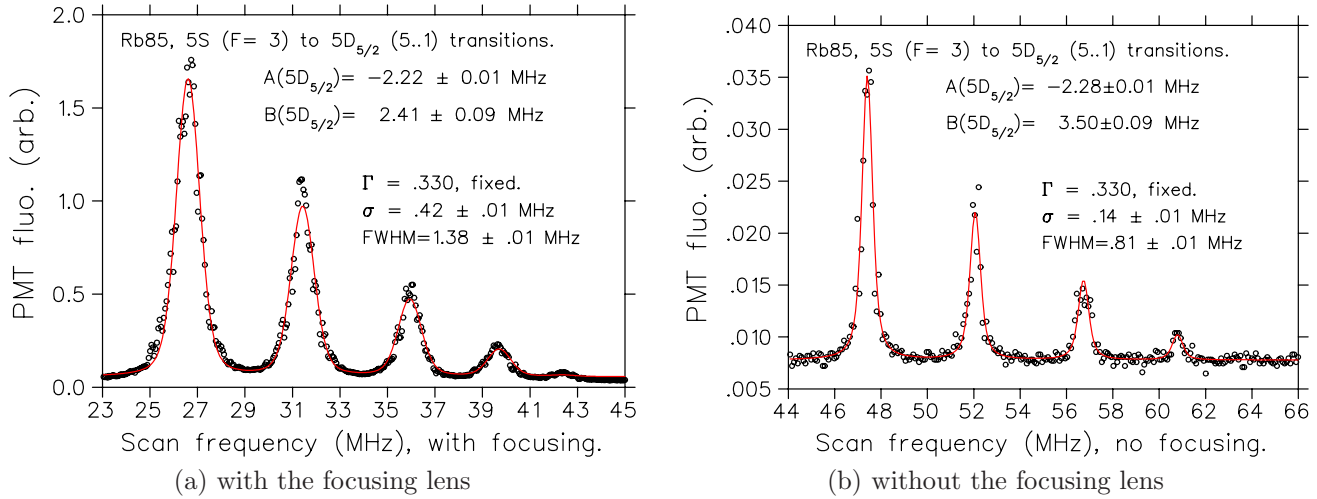 Rb85, 5S (F= 3) to 5D5/2 (5..1) transitions.
A(5D5/2)= −2.22 ± 0.01 MHz
B(5D5/2)= 2.41 ± 0.09 MHz
Γ = .330, fixed.
σ = .42 ± .01 MHz
FWHM=1.38 ± .01 MHz
PMT fluo. (arb.)
2.0
1.5
1.0
0.5
0.0
23 25 27 29 31 33 35 37 39 41 43 45
Scan frequency (MHz), with focusing.
(a) with the focusing lens
Rb85, 5S (F= 3) to 5D5/2 (5..1) transitions.
A(5D5/2)= −2.28±0.01 MHz
B(5D5/2)= 3.50±0.09 MHz
Γ = .330, fixed.
σ = .14 ± .01 MHz
FWHM=.81 ± .01 MHz
PMT fluo. (arb.)
.040
.035
.030
.025
.020
.015
.010
.005
44 46 48 50 52 54 56 58 60 62 64 66
Scan frequency (MHz), no focusing.
(b) without the focusing lens